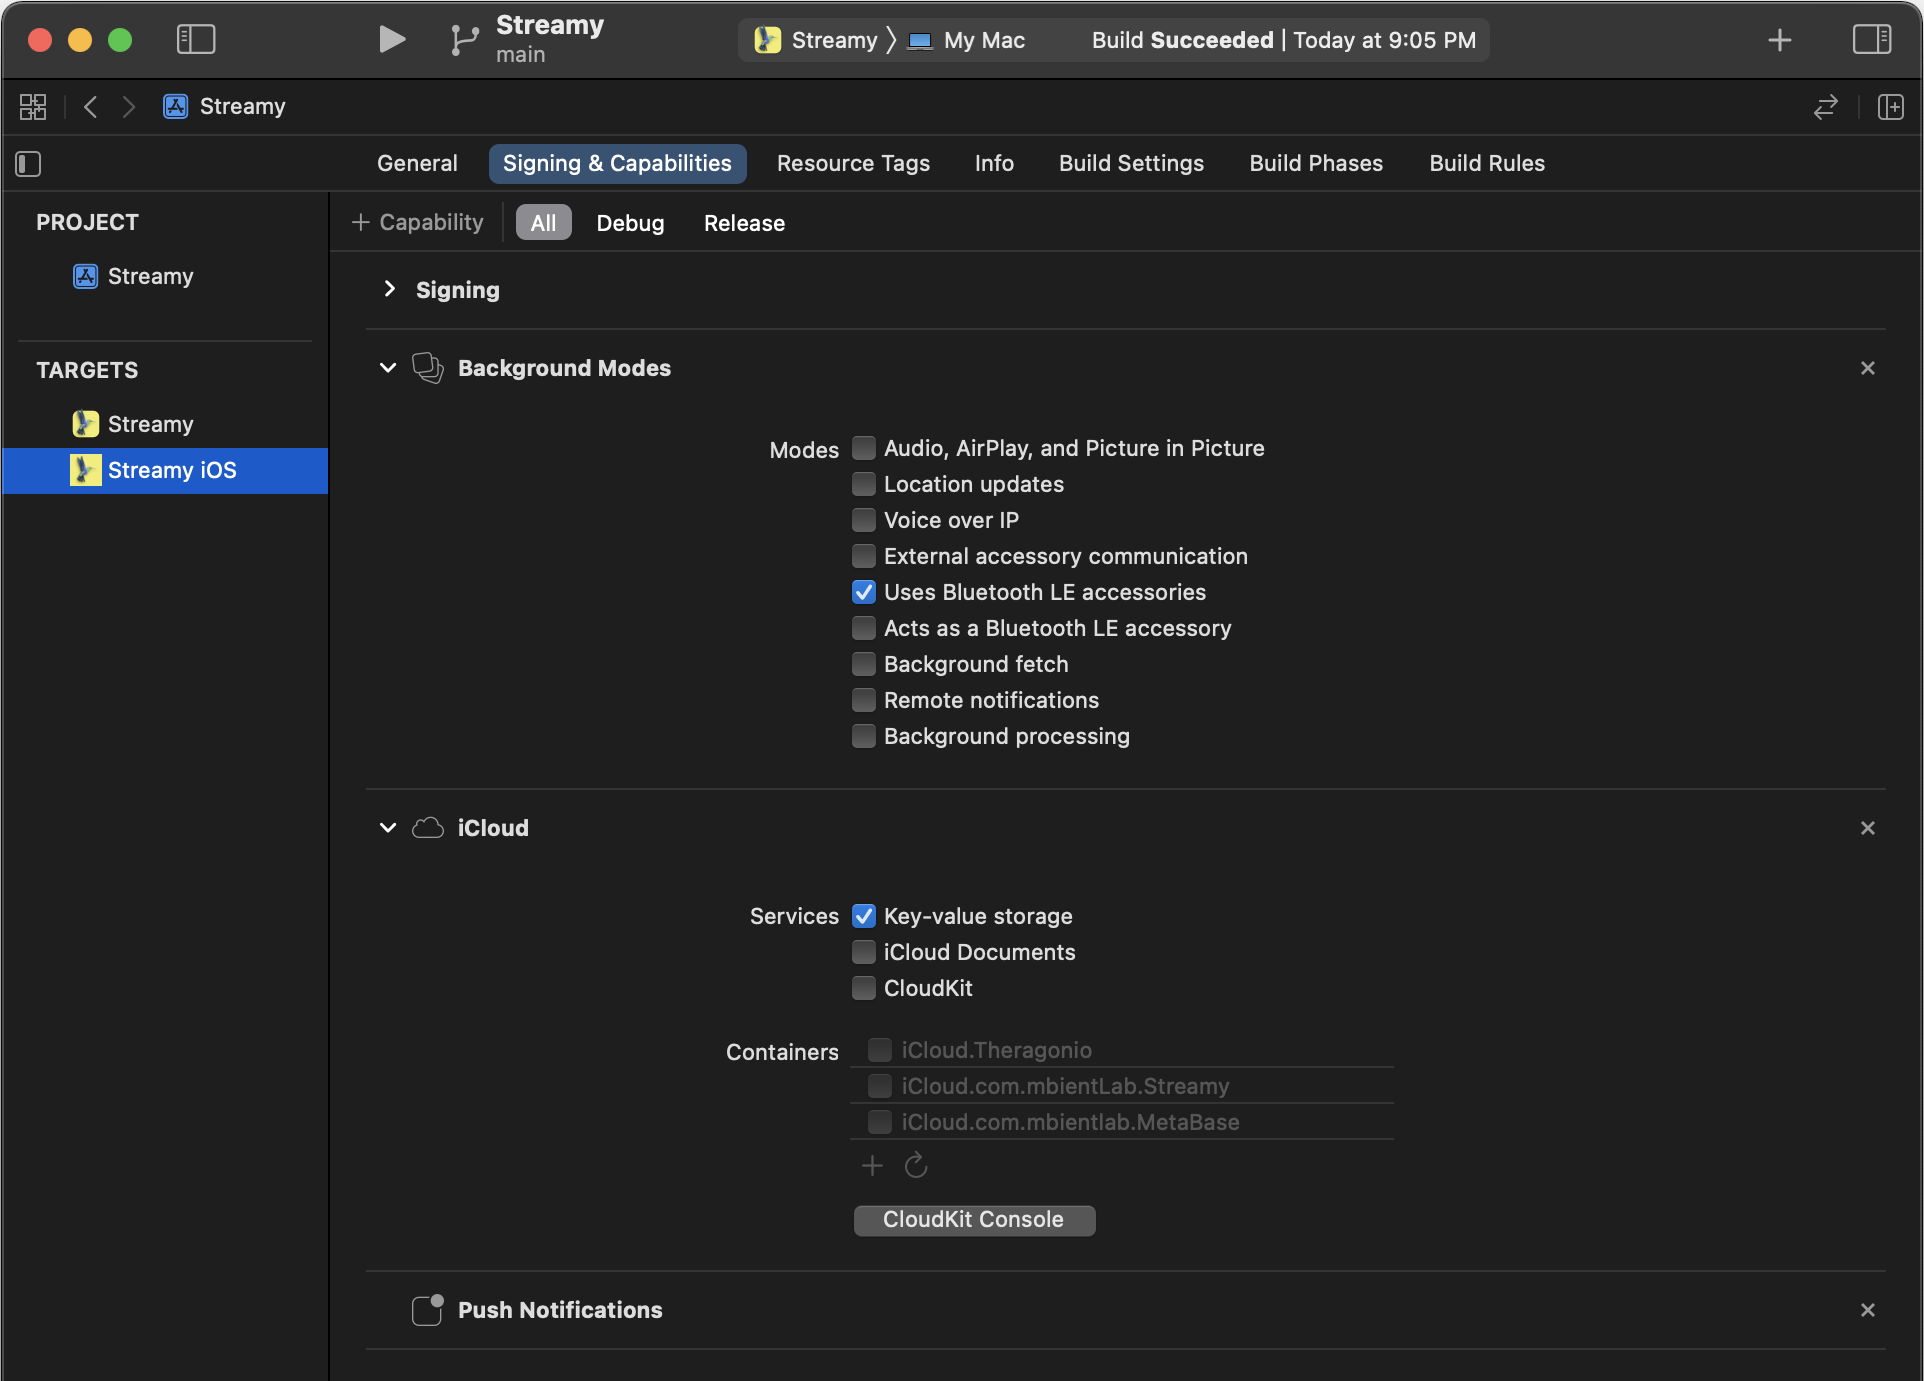 Streamy
main
Streamy 〉 My Mac
Build Succeeded | Today at 9:05 PM
Streamy
General
Signing & Capabilities
Resource Tags
Info
Build Settings
Build Phases
Build Rules
PROJECT
Streamy
TARGETS
Streamy
Streamy iOS
+ Capability
All
Debug
Release
Signing
Background Modes
Modes
Audio, AirPlay, and Picture in Picture
Location updates
Voice over IP
External accessory communication
Uses Bluetooth LE accessories
Acts as a Bluetooth LE accessory
Background fetch
Remote notifications
Background processing
iCloud
Services
Key-value storage
iCloud Documents
CloudKit
Containers
iCloud.Theragonio
iCloud.com.mbientLab.Streamy
iCloud.com.mbientlab.MetaBase
CloudKit Console
Push Notifications